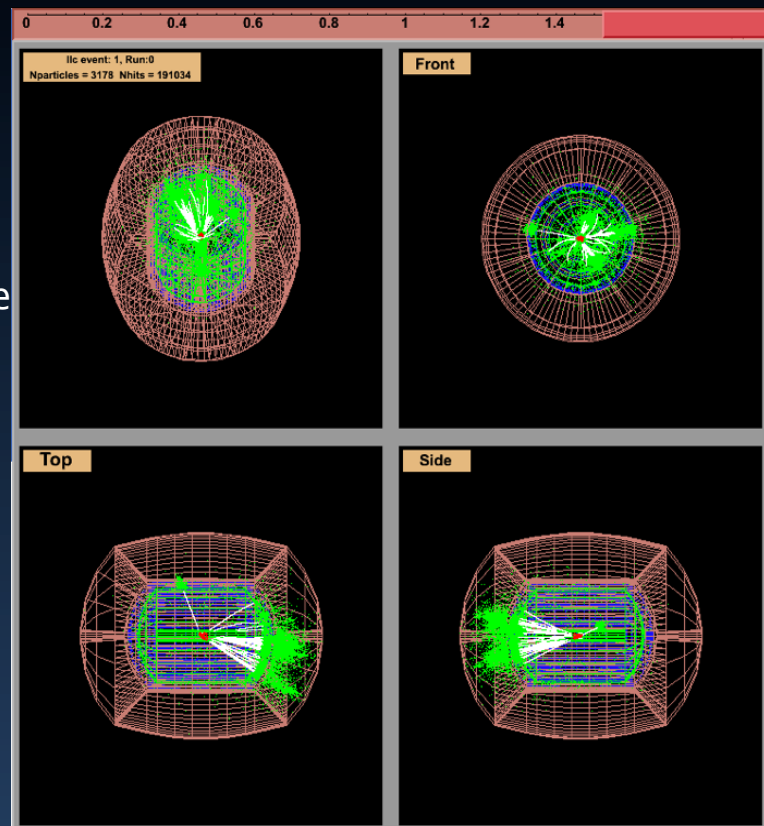 0 0.2 0.4 0.6 0.8 1 1.2 1.4
Ilc event: 1, Run:0
Nparticles = 3178 Nhits = 191034
Front
e
Top
Side